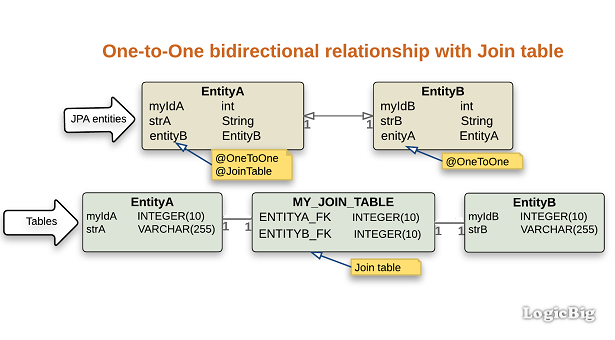 One-to-One bidirectional relationship with Join table
JPA entities
EntityA
myIdA int
strA String
entityB EntityB
1
1
EntityB
myIdB int
strB String
enityA EntityA
@OneToOne
@JoinTable
@OneToOne
Tables
EntityA
myIdA INTEGER(10)
strA VARCHAR(255)
1
1
MY_JOIN_TABLE
ENTITYA_FK INTEGER(10)
ENTITYB_FK INTEGER(10)
1
1
EntityB
myIdB INTEGER(10)
strB VARCHAR(255)
Join table
LogicBig